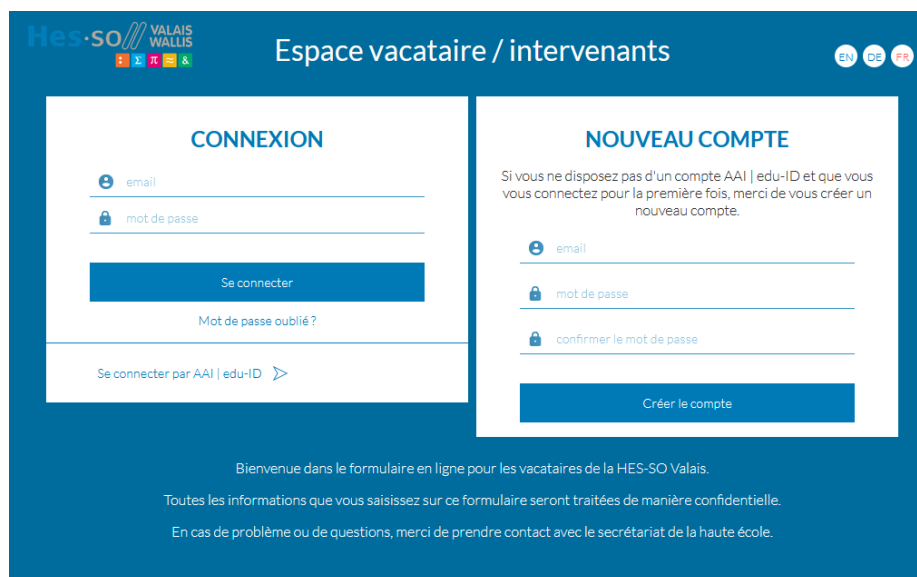 Hes·so VALAIS
WALLIS
: Σ π ≈ &
Espace vacataire / intervenants
EN DE FR
CONNEXION
email
mot de passe
Se connecter
Mot de passe oublié ?
Se connecter par AAI | edu-ID
NOUVEAU COMPTE
Si vous ne disposez pas d'un compte AAI | edu-ID et que vous
vous connectez pour la première fois, merci de vous créer un
nouveau compte.
email
mot de passe
confirmer le mot de passe
Créer le compte
Bienvenue dans le formulaire en ligne pour les vacataires de la HES-SO Valais.
Toutes les informations que vous saisissez sur ce formulaire seront traitées de manière confidentielle.
En cas de problème ou de questions, merci de prendre contact avec le secrétariat de la haute école.